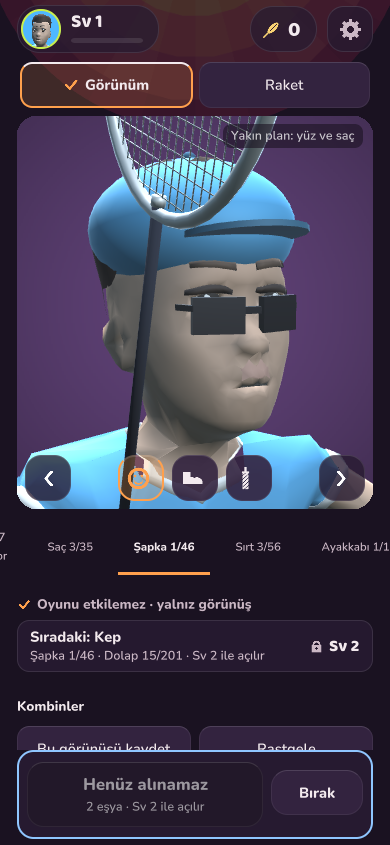 Sv 1
0
Görünüm
Raket
Yakın plan: yüz ve saç
7
or
Saç 3/35
Şapka 1/46
Sırt 3/56
Ayakkabı 1/1
Oyunu etkilemez · yalnız görünüş
Sıradaki: Kep
Şapka 1/46 · Dolap 15/201 · Sv 2 ile açılır
Sv 2
Kombinler
Bu görünüşü kaydet
Rastgele
Henüz alınamaz
2 eşya · Sv 2 ile açılır
Bırak